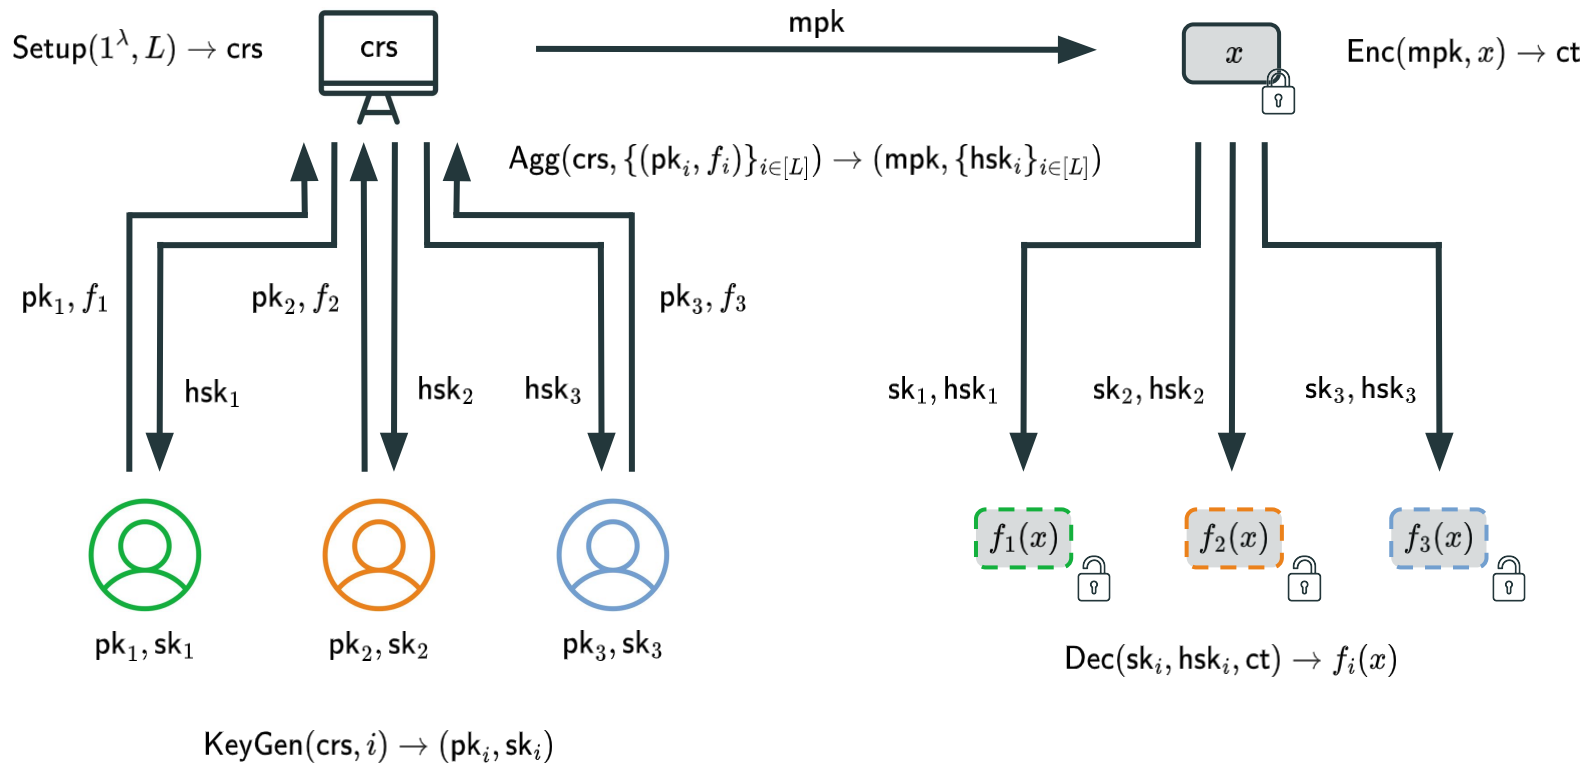 mpk
Setup(1^λ, L) → crs
crs
x
Enc(mpk, x) → ct
Agg(crs, {(pk_i, f_i)}_{i∈[L]}) → (mpk, {hsk_i}_{i∈[L]})
pk_1, f_1
pk_2, f_2
pk_3, f_3
hsk_1
hsk_2
hsk_3
sk_1, hsk_1
sk_2, hsk_2
sk_3, hsk_3
f_1(x)
f_2(x)
f_3(x)
pk_1, sk_1
pk_2, sk_2
pk_3, sk_3
Dec(sk_i, hsk_i, ct) → f_i(x)
KeyGen(crs, i) → (pk_i, sk_i)